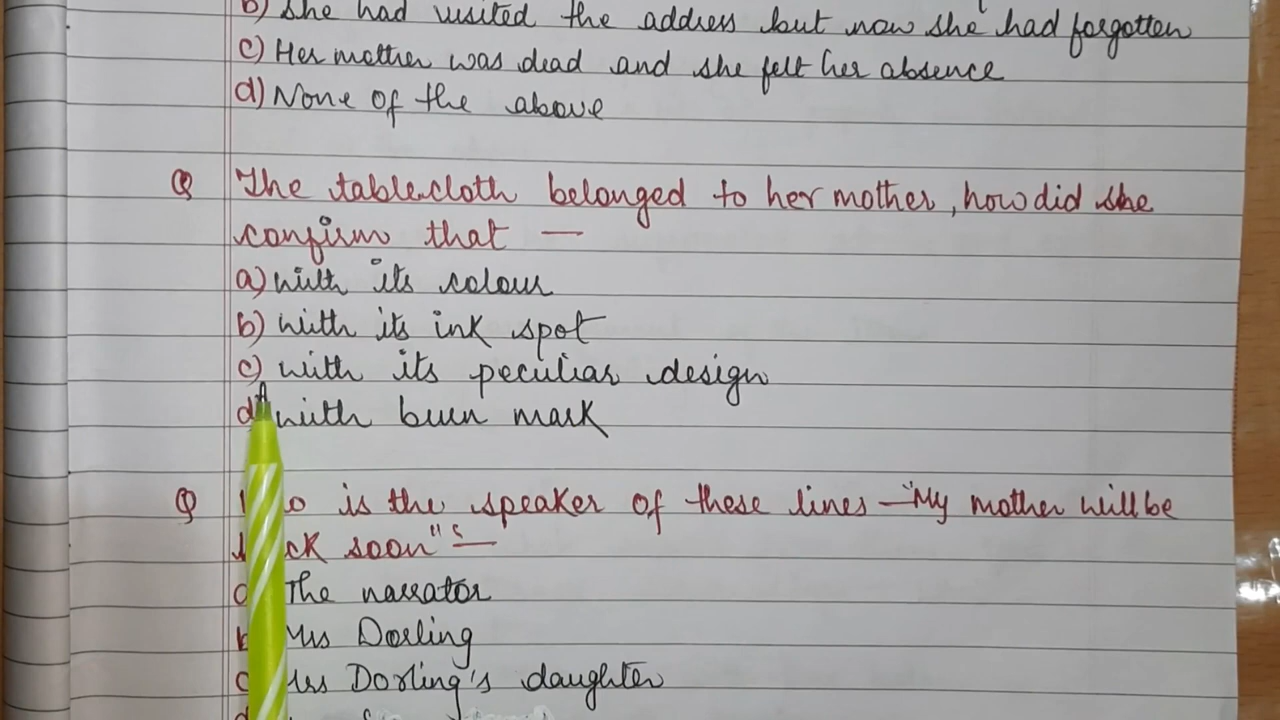 b) She had visited the address but now she had forgotten
c) Her mother was dead and she felt her absence
d) None of the above
Q The tablecloth belonged to her mother, how did she
confirm that —
a) with its colour
b) with its ink spot
c) with its peculiar design
d) with burn mark
Q is the speaker of these lines — "My mother will be
soon" —
The narrator
Mrs Dorling
Mrs Dorling's daughter